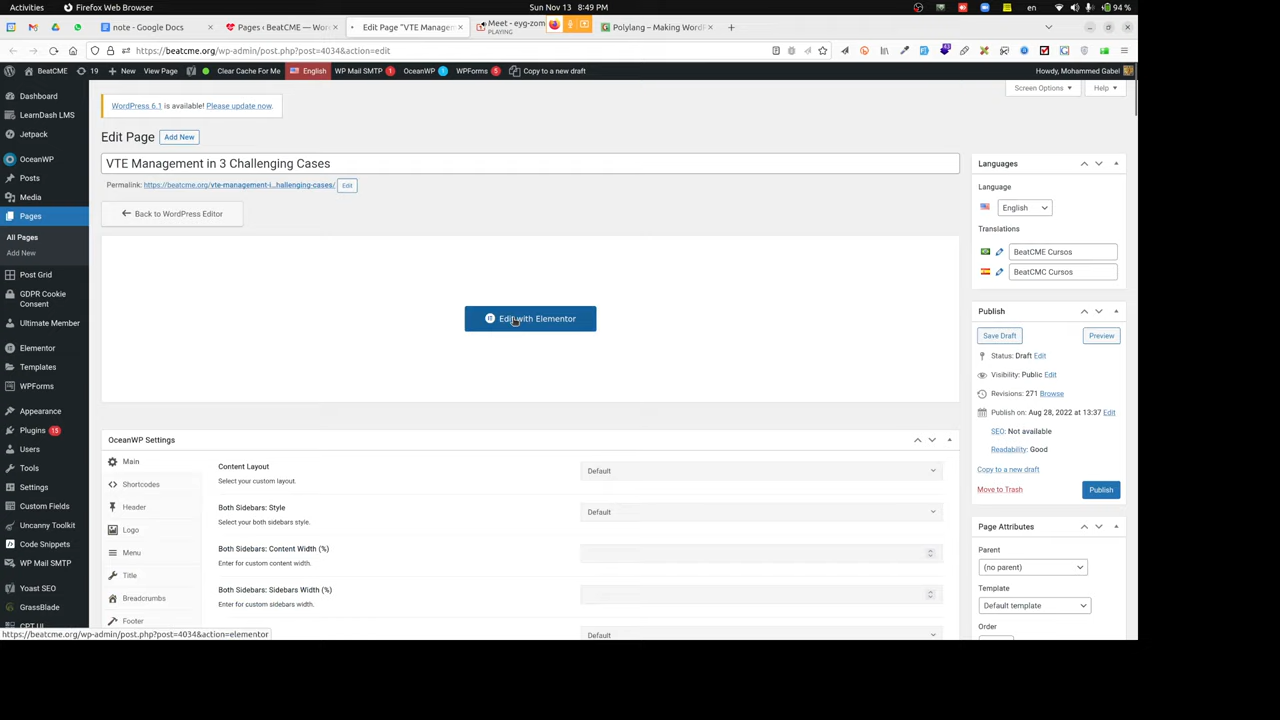 Activities
Firefox Web Browser
Sun Nov 13 8:49 PM
en
94 %
note - Google Docs
Pages ‹ BeatCME — Wor
Edit Page "VTE Manage
Meet - eyg-zom
PLAYING
Polylang – Making Word
https://beatcme.org/wp-admin/post.php?post=4034&action=edit
BeatCME
19
New
View Page
Clear Cache For Me
English
WP Mail SMTP 1
OceanWP 1
WPForms 5
Copy to a new draft
Howdy, Mohammed Gabel
Dashboard
LearnDash LMS
Jetpack
OceanWP
Posts
Media
Pages
All Pages
Add New
Post Grid
GDPR Cookie
Consent
Ultimate Member
Elementor
Templates
WPForms
Appearance
Plugins 15
Users
Tools
Settings
Custom Fields
Uncanny Toolkit
Code Snippets
WP Mail SMTP
Yoast SEO
GrassBlade
CPT UI
Screen Options
Help
WordPress 6.1 is available! Please update now.
Edit Page
Add New
VTE Management in 3 Challenging Cases
Permalink: https://beatcme.org/vte-management-i...hallenging-cases/
Edit
Back to WordPress Editor
Edit with Elementor
OceanWP Settings
Main
Shortcodes
Header
Logo
Menu
Title
Breadcrumbs
Footer
Content Layout
Select your custom layout.
Default
Both Sidebars: Style
Select your both sidebars style.
Default
Both Sidebars: Content Width (%)
Enter for custom content width.
Both Sidebars: Sidebars Width (%)
Enter for custom sidebars width.
Default
Languages
Language
English
Translations
BeatCME Cursos
BeatCMC Cursos
Publish
Save Draft
Preview
Status: Draft Edit
Visibility: Public Edit
Revisions: 271 Browse
Publish on: Aug 28, 2022 at 13:37 Edit
SEO: Not available
Readability: Good
Copy to a new draft
Move to Trash
Publish
Page Attributes
Parent
(no parent)
Template
Default template
Order
https://beatcme.org/wp-admin/post.php?post=4034&action=elementor